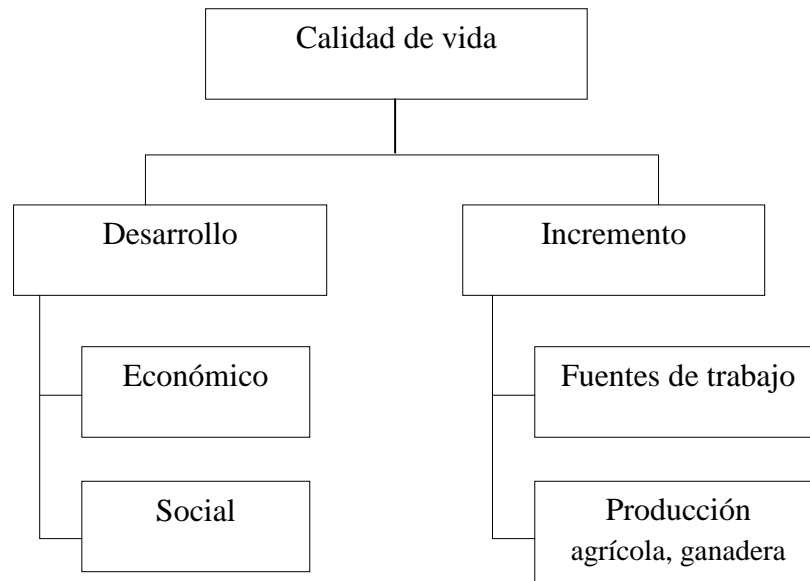 Calidad de vida
Desarrollo
Incremento
Económico
Fuentes de trabajo
Social
Producción
agrícola, ganadera